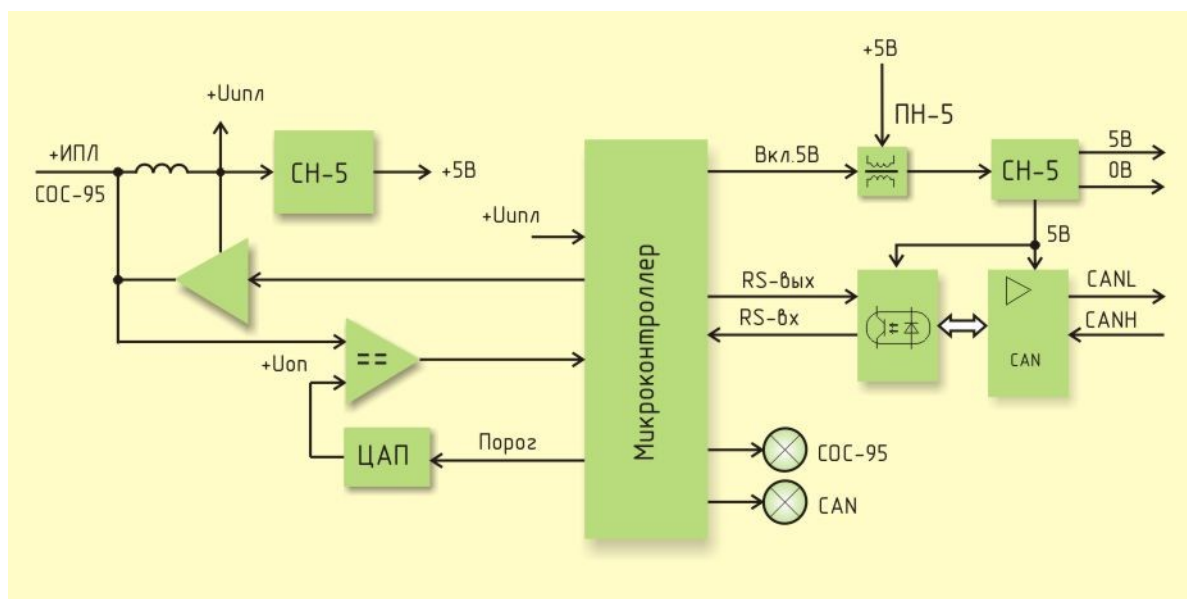 +5В
+Uипл
ПН-5
+ИПЛ
СОС-95
СН-5
+5В
Вкл.5В
СН-5
5В
0В
+Uипл
5В
Микроконтроллер
RS-вых
RS-вх
CANL
CANH
CAN
+Uоп
==
ЦАП
Порог
СОС-95
CAN